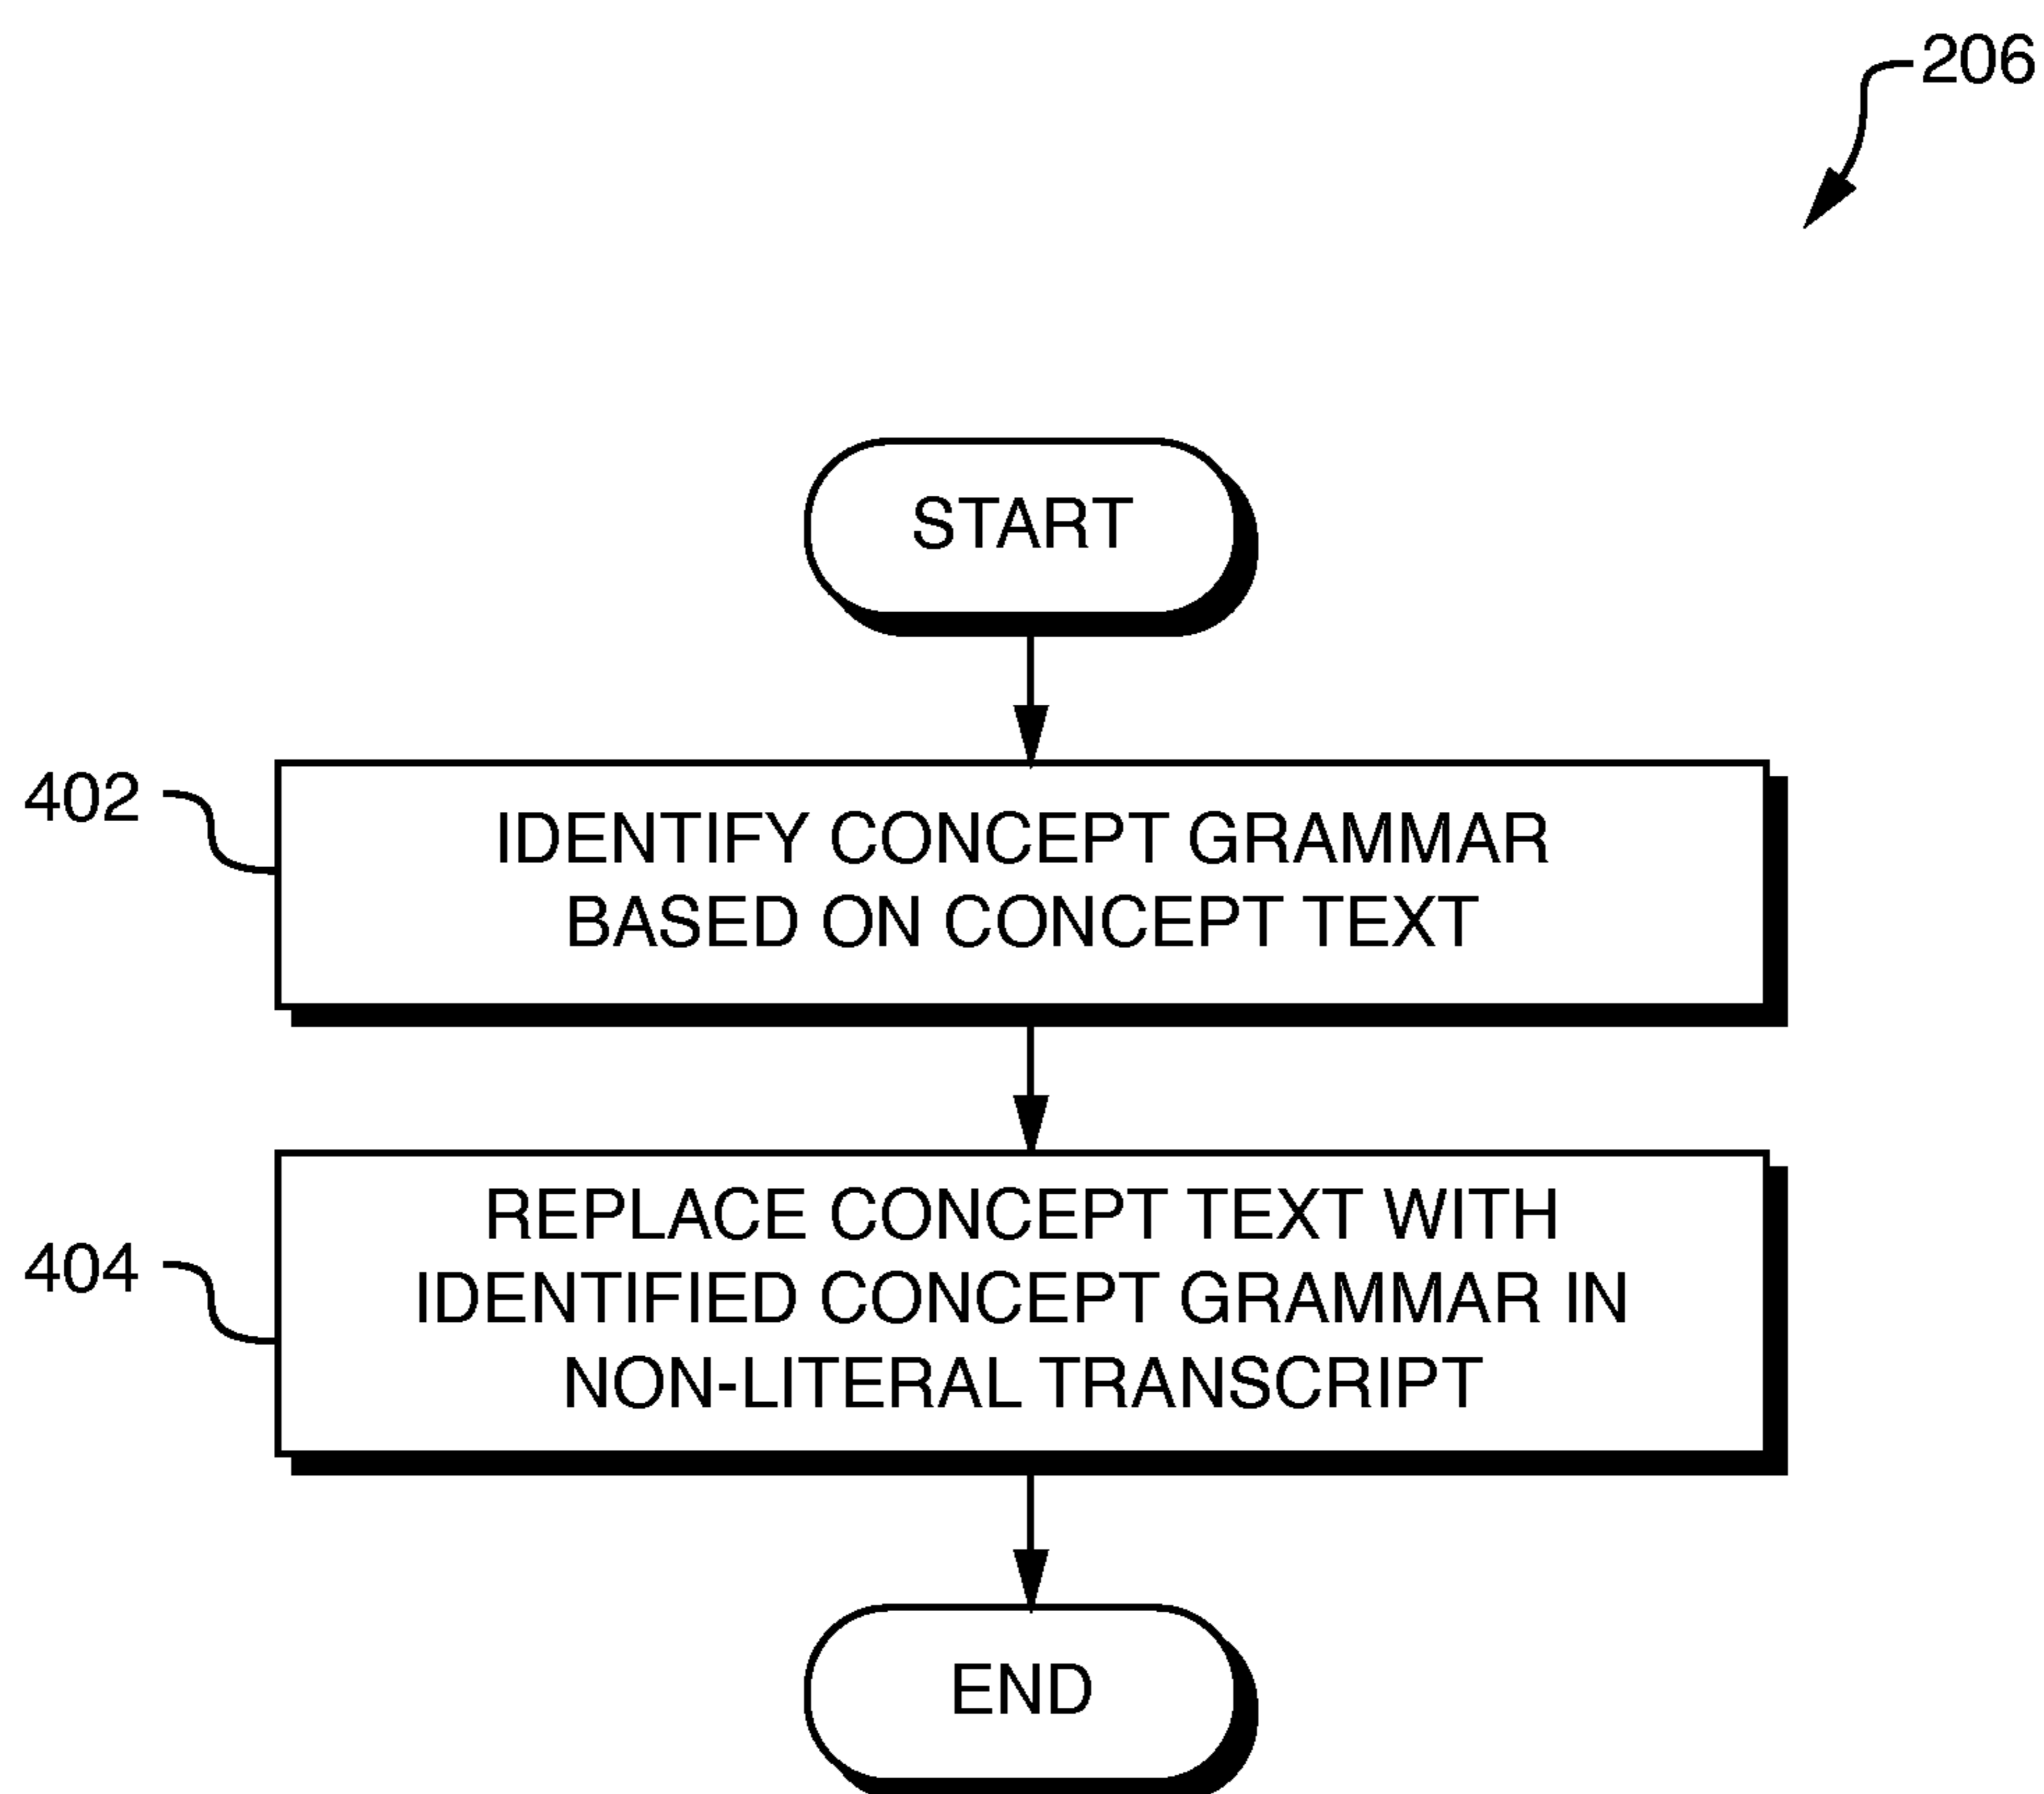 206
START
402
IDENTIFY CONCEPT GRAMMAR
BASED ON CONCEPT TEXT
REPLACE CONCEPT TEXT WITH
404
IDENTIFIED CONCEPT GRAMMAR IN
NON-LITERAL TRANSCRIPT
END